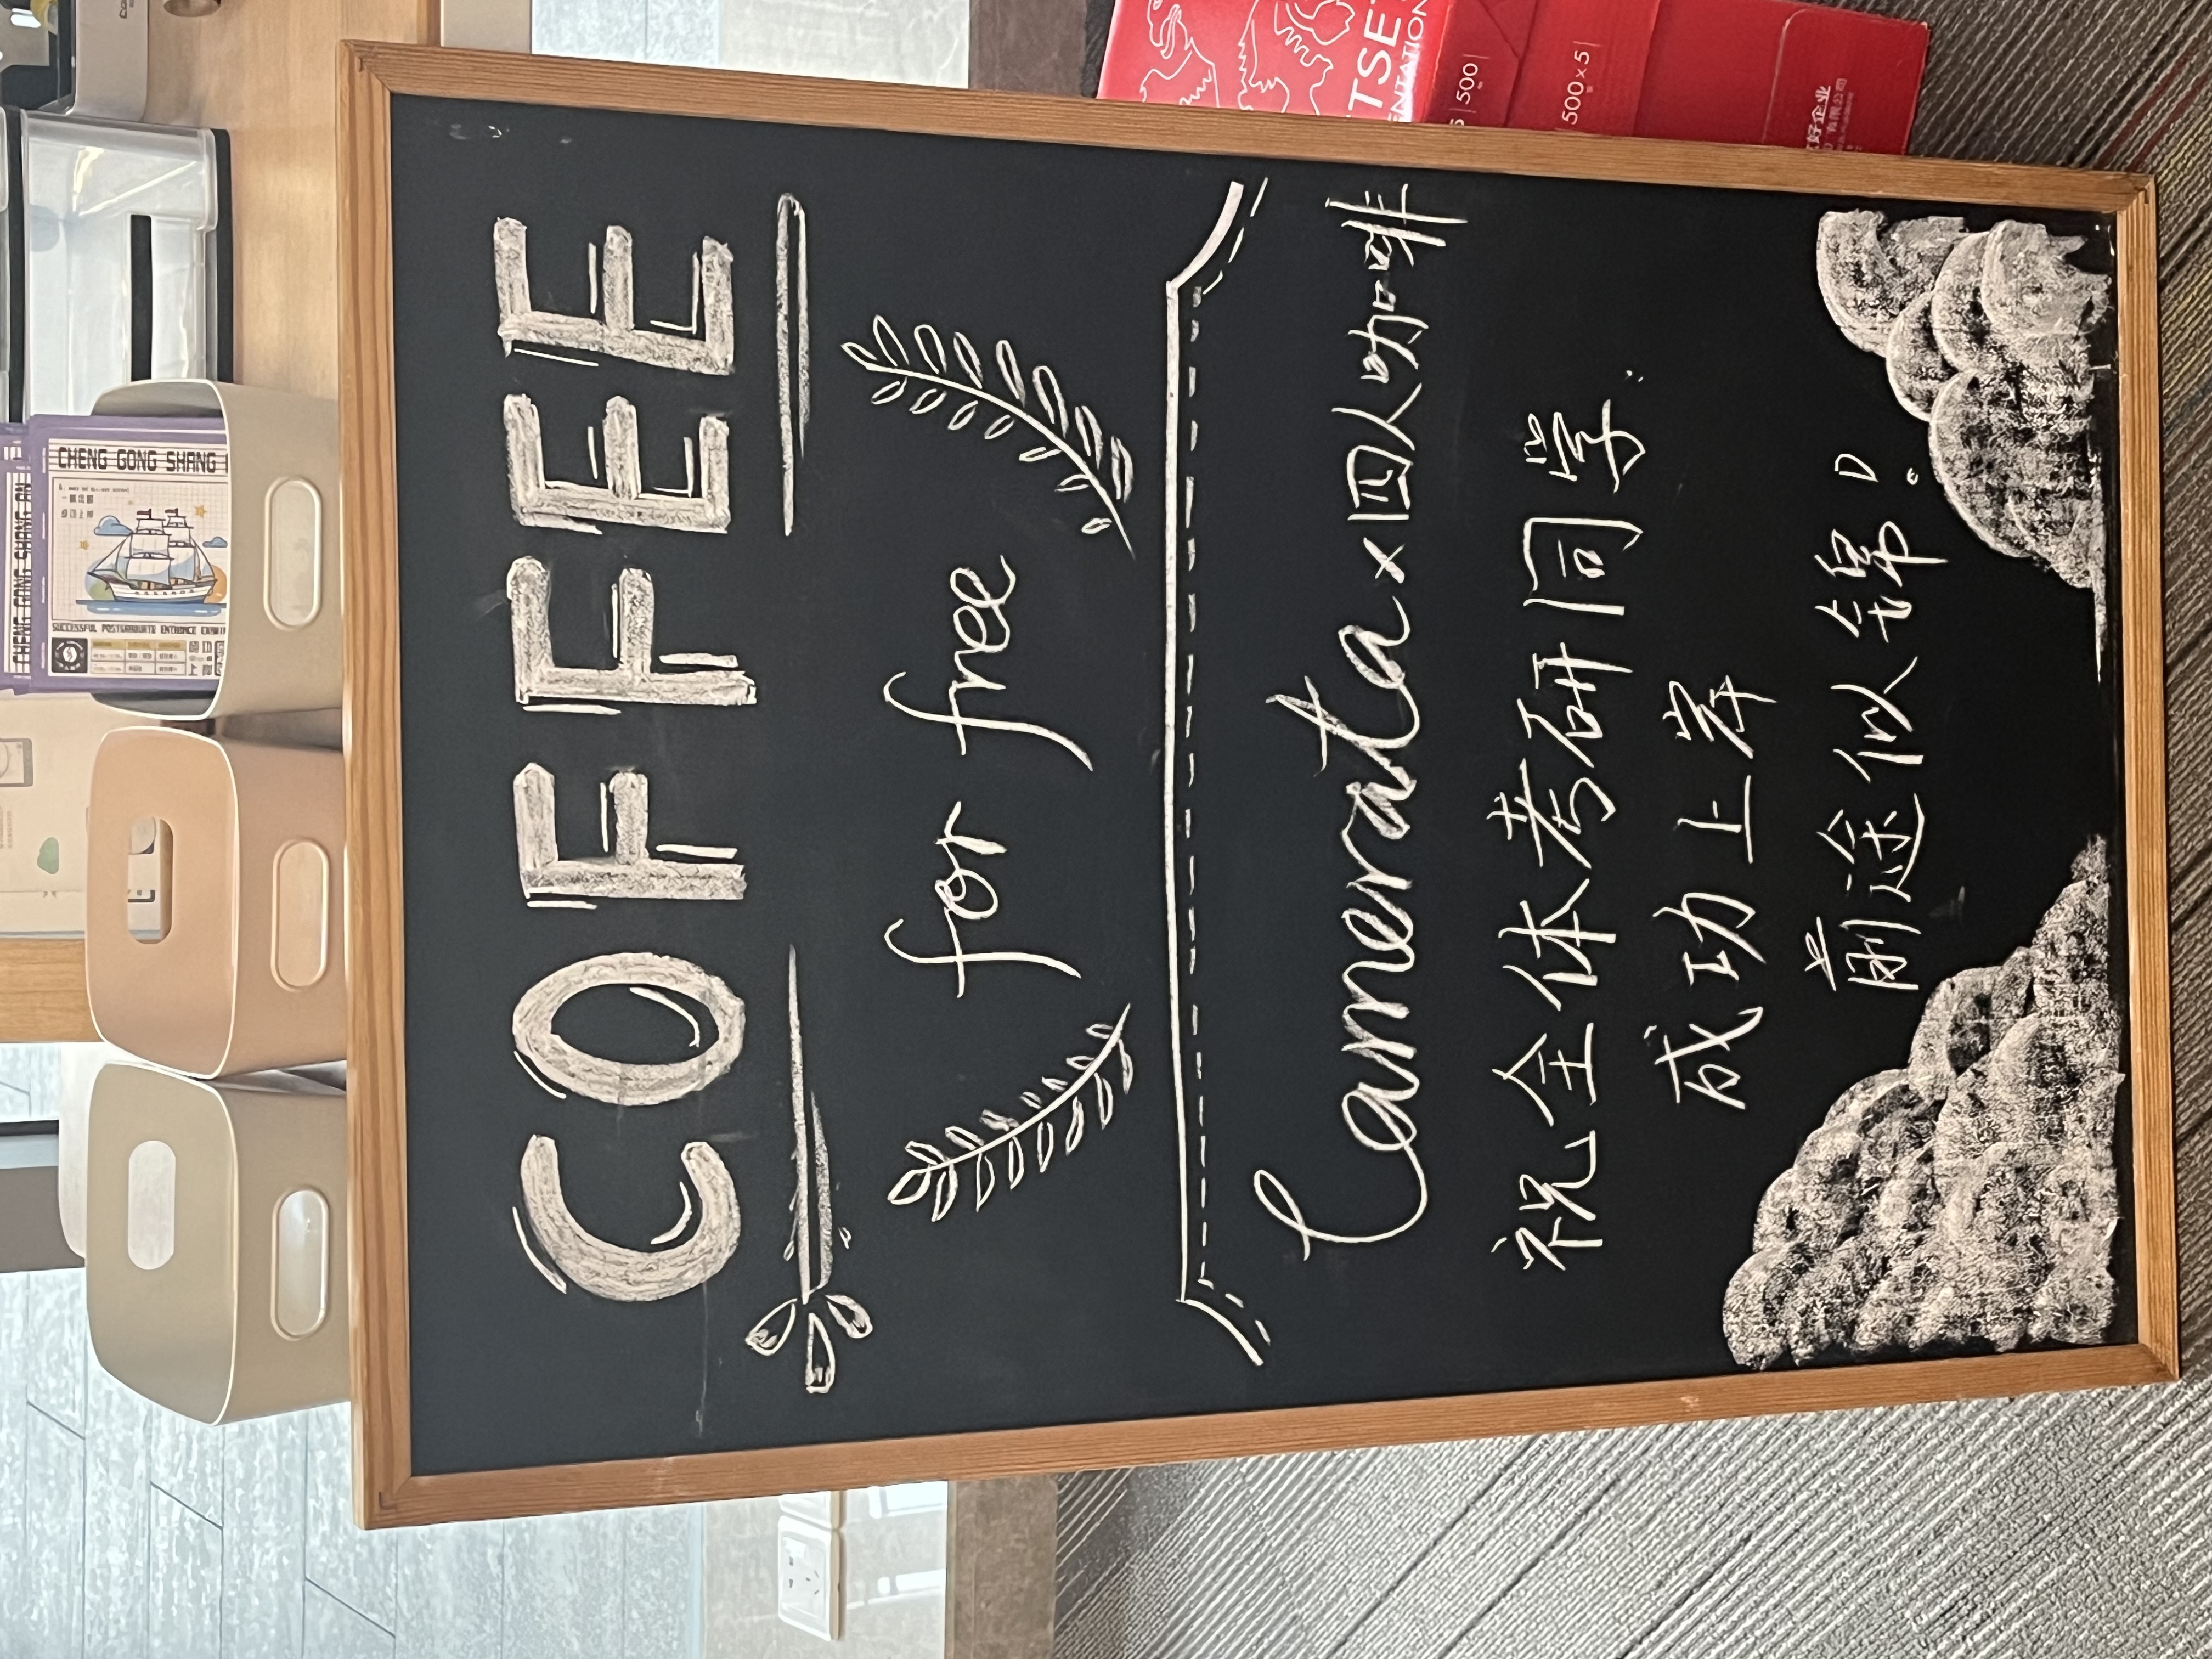 CHENG GONG SHANG AN
CHENG GONG SHANG
COFFEE
for free
Camerata × 四人咖啡
祝全体考研同学
成功上岸
前途似锦!
500
500×5
好企业
有限公司